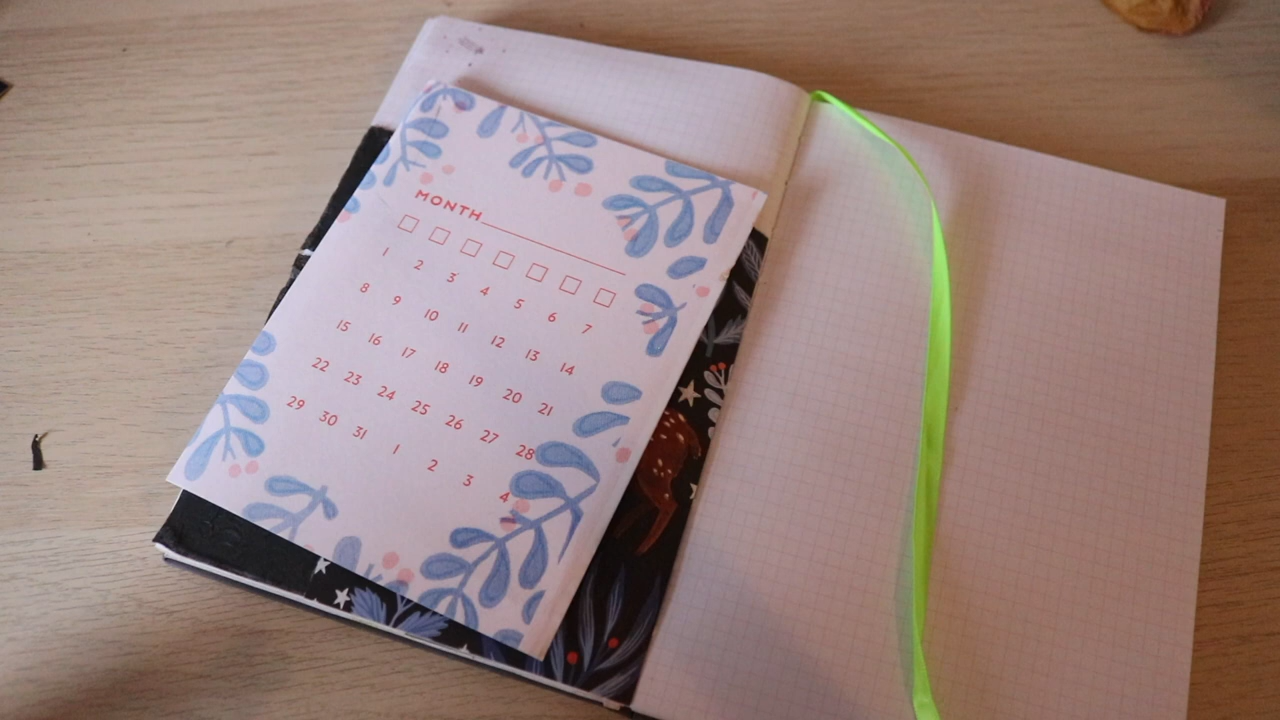 MONTH
1 2 3 4 5 6 7
8 9 10 11 12 13 14
15 16 17 18 19 20 21
22 23 24 25 26 27 28
29 30 31 1 2 3 4